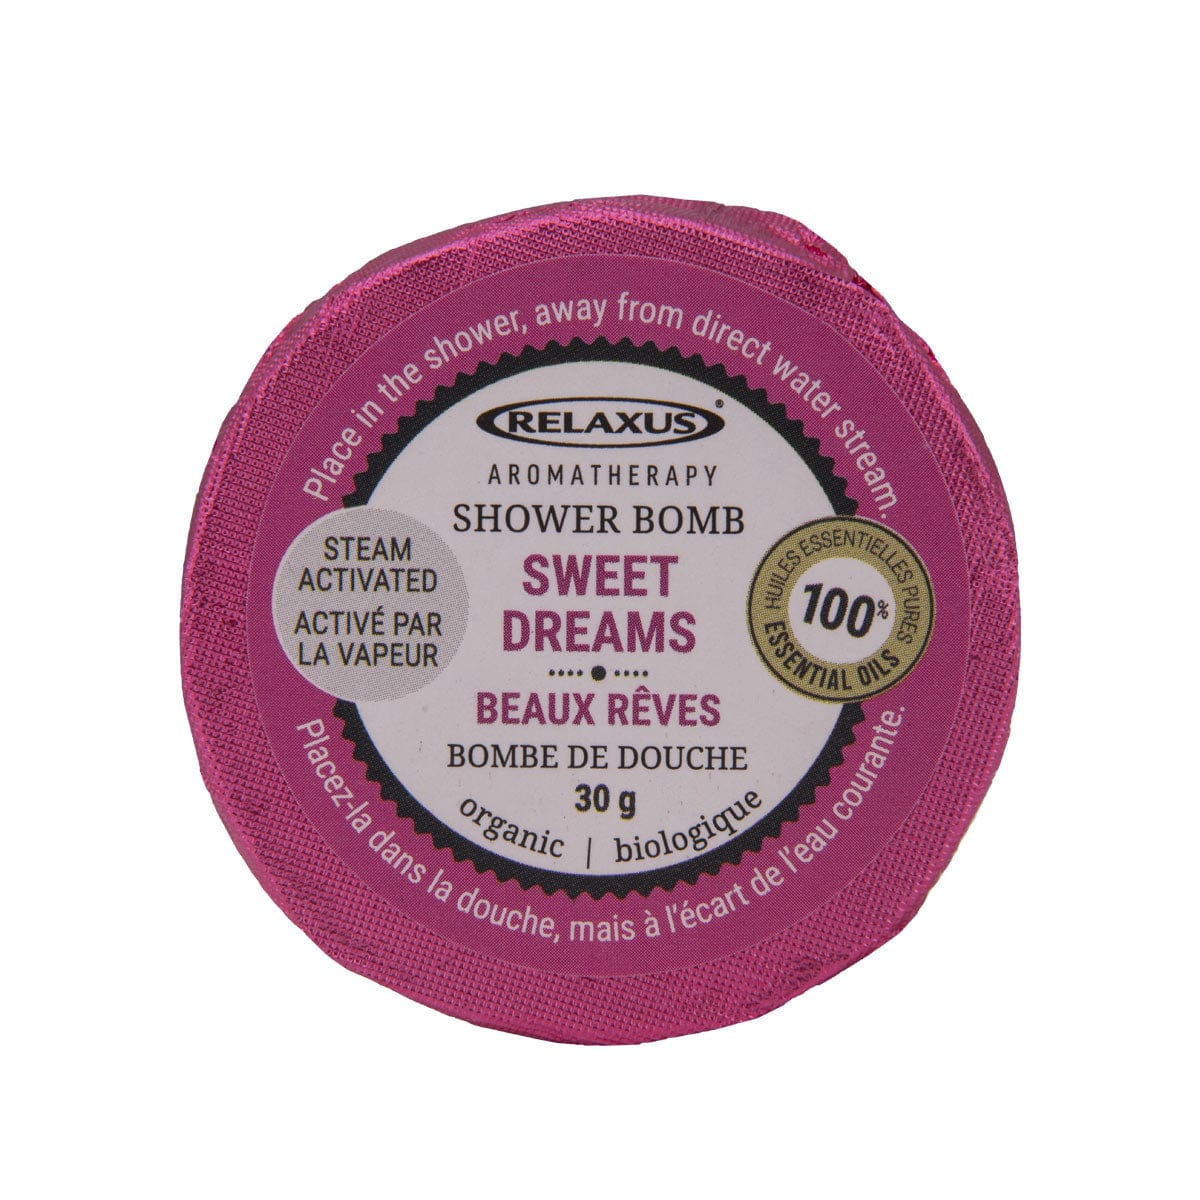 Place in the shower, away from direct water stream.
RELAXUS®
AROMATHERAPY
SHOWER BOMB
SWEET
DREAMS
BEAUX RÊVES
BOMBE DE DOUCHE
30 g
organic | biologique
STEAM
ACTIVATED
ACTIVÉ PAR
LA VAPEUR
HUILES ESSENTIELLES PURES
100%
ESSENTIAL OILS
Placez-la dans la douche, mais à l'écart de l'eau courante.